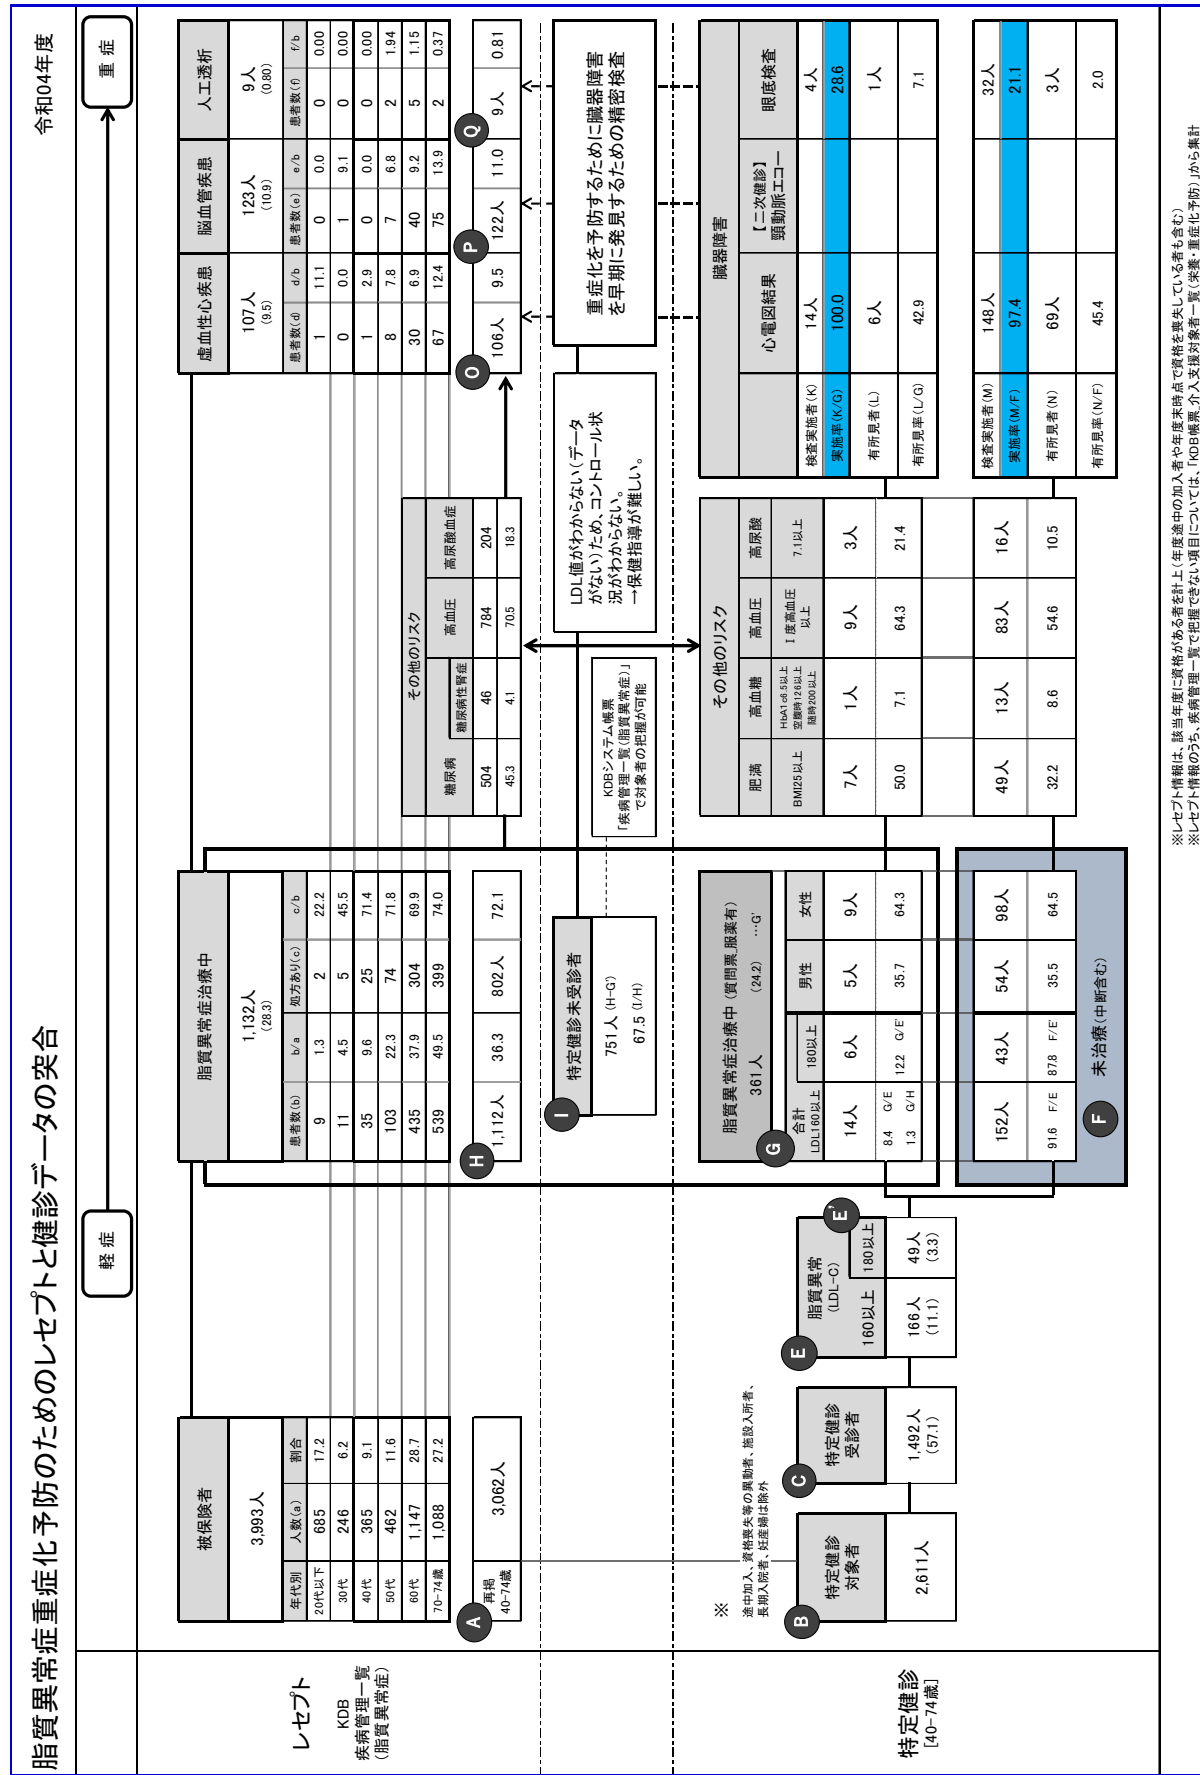 脂質異常症重症化予防のためのレセプトと健診データの突合
令和04年度
軽症
重症
レセプト
KDB
疾病管理一覧
(脂質異常症)
被保険者
3,993人
年代別 人数(a) 割合
20代以下 685 17.2
30代 246 6.2
40代 365 9.1
50代 462 11.6
60代 1,147 28.7
70-74歳 1,088 27.2
A
再掲
40-74歳
3,062人
脂質異常症治療中
1,132人
(28.3)
患者数(b) b/a 処方あり(c) c/b
9 1.3 2 22.2
11 4.5 5 45.5
35 9.6 25 71.4
103 22.3 74 71.8
435 37.9 304 69.9
539 49.5 399 74.0
H
1,112人 36.3 802人 72.1
その他のリスク
糖尿病 糖尿病性腎症 高血圧 高尿酸血症
504 46 784 204
45.3 4.1 70.5 18.3
虚血性心疾患 脳血管疾患 人工透析
107人 123人 9人
(9.5) (10.9) (0.80)
患者数(d) d/b 患者数(e) e/b 患者数(f) f/b
1 11.1 0 0.0 0 0.00
0 0.0 1 9.1 0 0.00
1 2.9 0 0.0 0 0.00
8 7.8 7 6.8 2 1.94
30 6.9 40 9.2 5 1.15
67 12.4 75 13.9 2 0.37
O P Q
106人 9.5 122人 11.0 9人 0.81
I
特定健診未受診者
751人 (H-G')
67.5 (I/H)
KDBシステム帳票
「疾病管理一覧(脂質異常症)」
で対象者の把握が可能
LDL値がわからない(データ
がない)ため、コントロール状
況がわからない。
→保健指導が難しい。
重症化を予防するために臓器障害
を早期に発見するための精密検査
特定健診
[40-74歳]
※
途中加入、資格喪失等の異動者、施設入所者、
長期入院者、妊産婦は除外
B
特定健診
対象者
2,611人
C
特定健診
受診者
1,492人
(57.1)
E
脂質異常
(LDL-C)
E'
160以上 180以上
166人 49人
(11.1) (3.3)
脂質異常症治療中 (質問票_服薬有)
361人 (24.2) …G'
G
合計
LDL160以上 180以上 男性 女性
14人 6人 5人 9人
8.4 G/E 12.2 G/E' 35.7 64.3
1.3 G/H
152人 43人 54人 98人
91.6 F/E 87.8 F/E' 35.5 64.5
F
未治療(中断含む)
その他のリスク
肥満 高血糖 高血圧 高尿酸
BMI25以上 HbA1c6.5以上
空腹時126以上
随時200以上 Ⅰ度高血圧
以上 7.1以上
7人 1人 9人 3人
50.0 7.1 64.3 21.4
49人 13人 83人 16人
32.2 8.6 54.6 10.5
臓器障害
心電図結果 【二次健診】
頸動脈エコー 眼底検査
検査実施者(K) 14人 4人
実施率(K/G) 100.0 28.6
有所見者(L) 6人 1人
有所見率(L/G) 42.9 7.1
検査実施者(M) 148人 32人
実施率(M/F) 97.4 21.1
有所見者(N) 69人 3人
有所見率(N/F) 45.4 2.0
※レセプト情報は、該当年度に資格がある者を計上(年度途中の加入者や年度末時点で資格を喪失している者も含む)
※レセプト情報のうち、疾病管理一覧で把握できない項目については、「KDB帳票_介入支援対象者一覧(栄養・重症化予防)」から集計